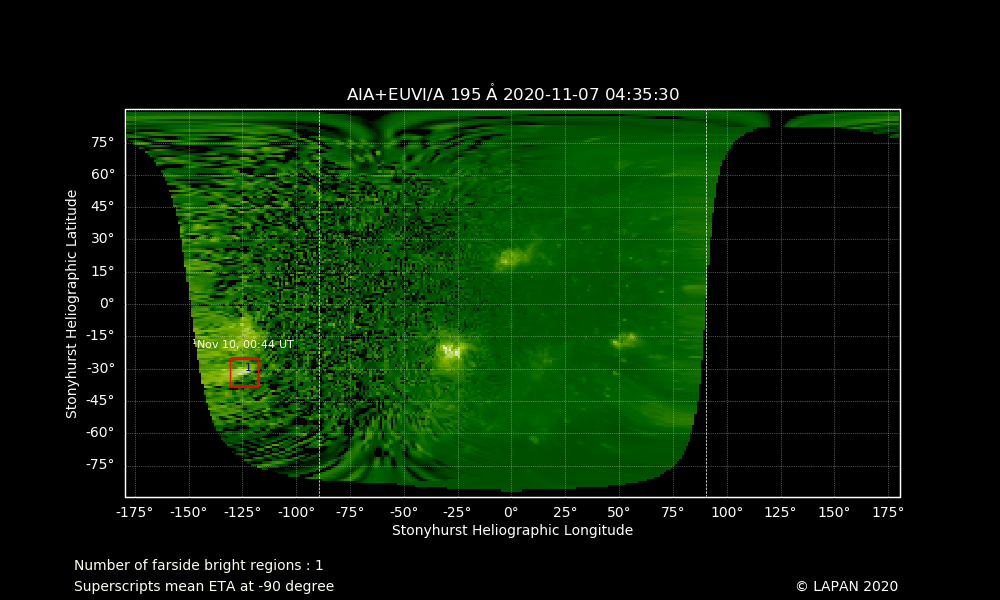 AIA+EUVI/A 195 Å 2020-11-07 04:35:30
Stonyhurst Heliographic Latitude
75°
60°
45°
30°
15°
0°
-15°
-30°
-45°
-60°
-75°
¹Nov 10, 00:44 UT
1
-175° -150° -125° -100° -75° -50° -25° 0° 25° 50° 75° 100° 125° 150° 175°
Stonyhurst Heliographic Longitude
Number of farside bright regions : 1
Superscripts mean ETA at -90 degree
© LAPAN 2020